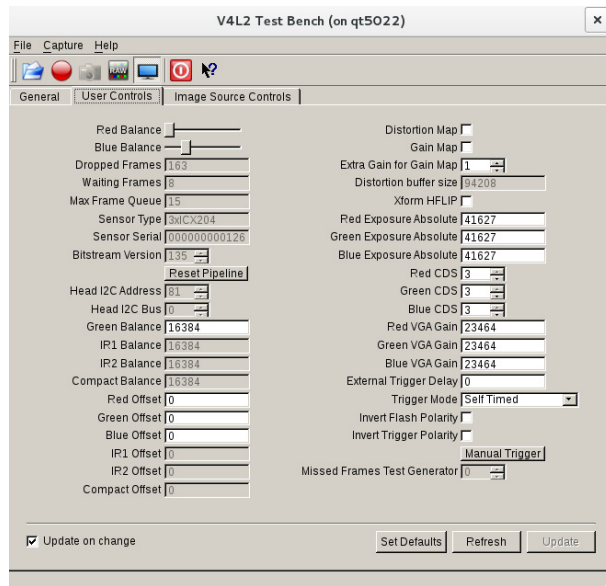 V4L2 Test Bench (on qt5022)
File Capture Help
RAW
General User Controls Image Source Controls
Red Balance
Blue Balance
Dropped Frames 163
Waiting Frames 8
Max Frame Queue 15
Sensor Type 3xICX204
Sensor Serial 000000000126
Bitstream Version 135
Reset Pipeline
Head I2C Address 81
Head I2C Bus 0
Green Balance 16384
IR1 Balance 16384
IR2 Balance 16384
Compact Balance 16384
Red Offset 0
Green Offset 0
Blue Offset 0
IR1 Offset 0
IR2 Offset 0
Compact Offset 0
Distortion Map
Gain Map
Extra Gain for Gain Map 1
Distortion buffer size 94208
Xform HFLIP
Red Exposure Absolute 41627
Green Exposure Absolute 41627
Blue Exposure Absolute 41627
Red CDS 3
Green CDS 3
Blue CDS 3
Red VGA Gain 23464
Green VGA Gain 23464
Blue VGA Gain 23464
External Trigger Delay 0
Trigger Mode Self Timed
Invert Flash Polarity
Invert Trigger Polarity
Manual Trigger
Missed Frames Test Generator 0
Update on change
Set Defaults Refresh Update